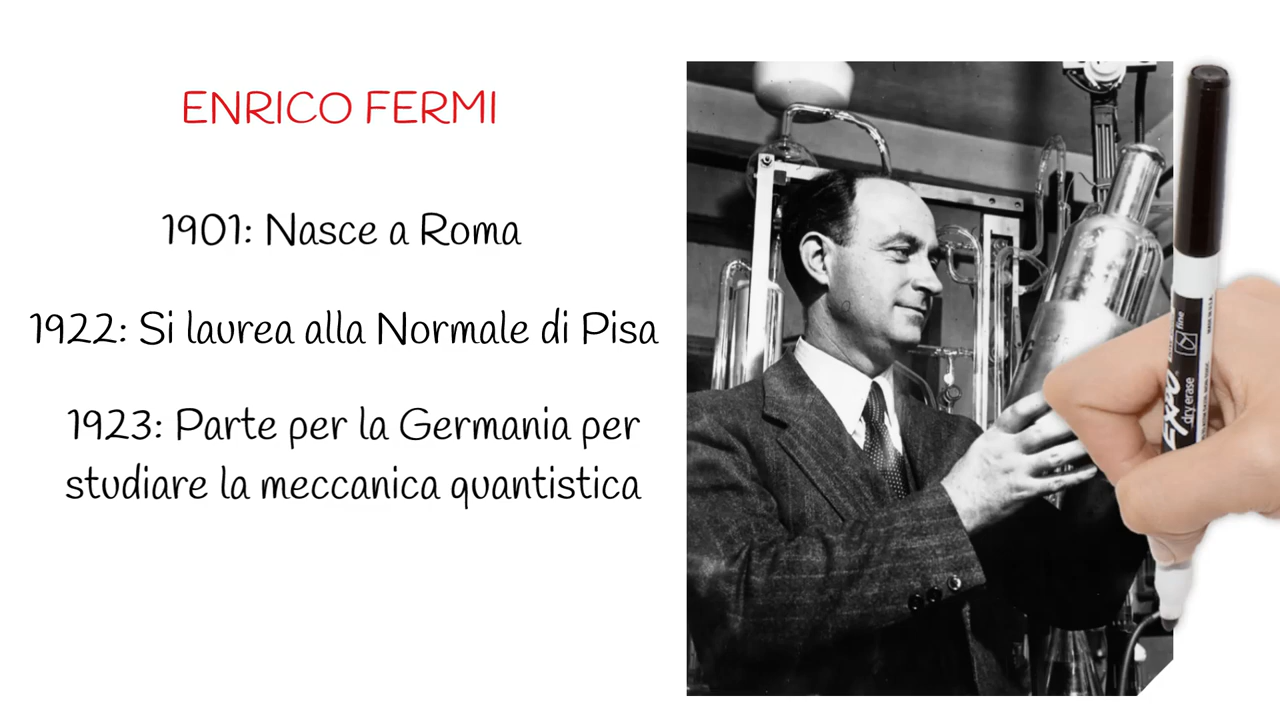 ENRICO FERMI
1901: Nasce a Roma
1922: Si laurea alla Normale di Pisa
1923: Parte per la Germania per
studiare la meccanica quantistica
EXPO
dry erase
fine